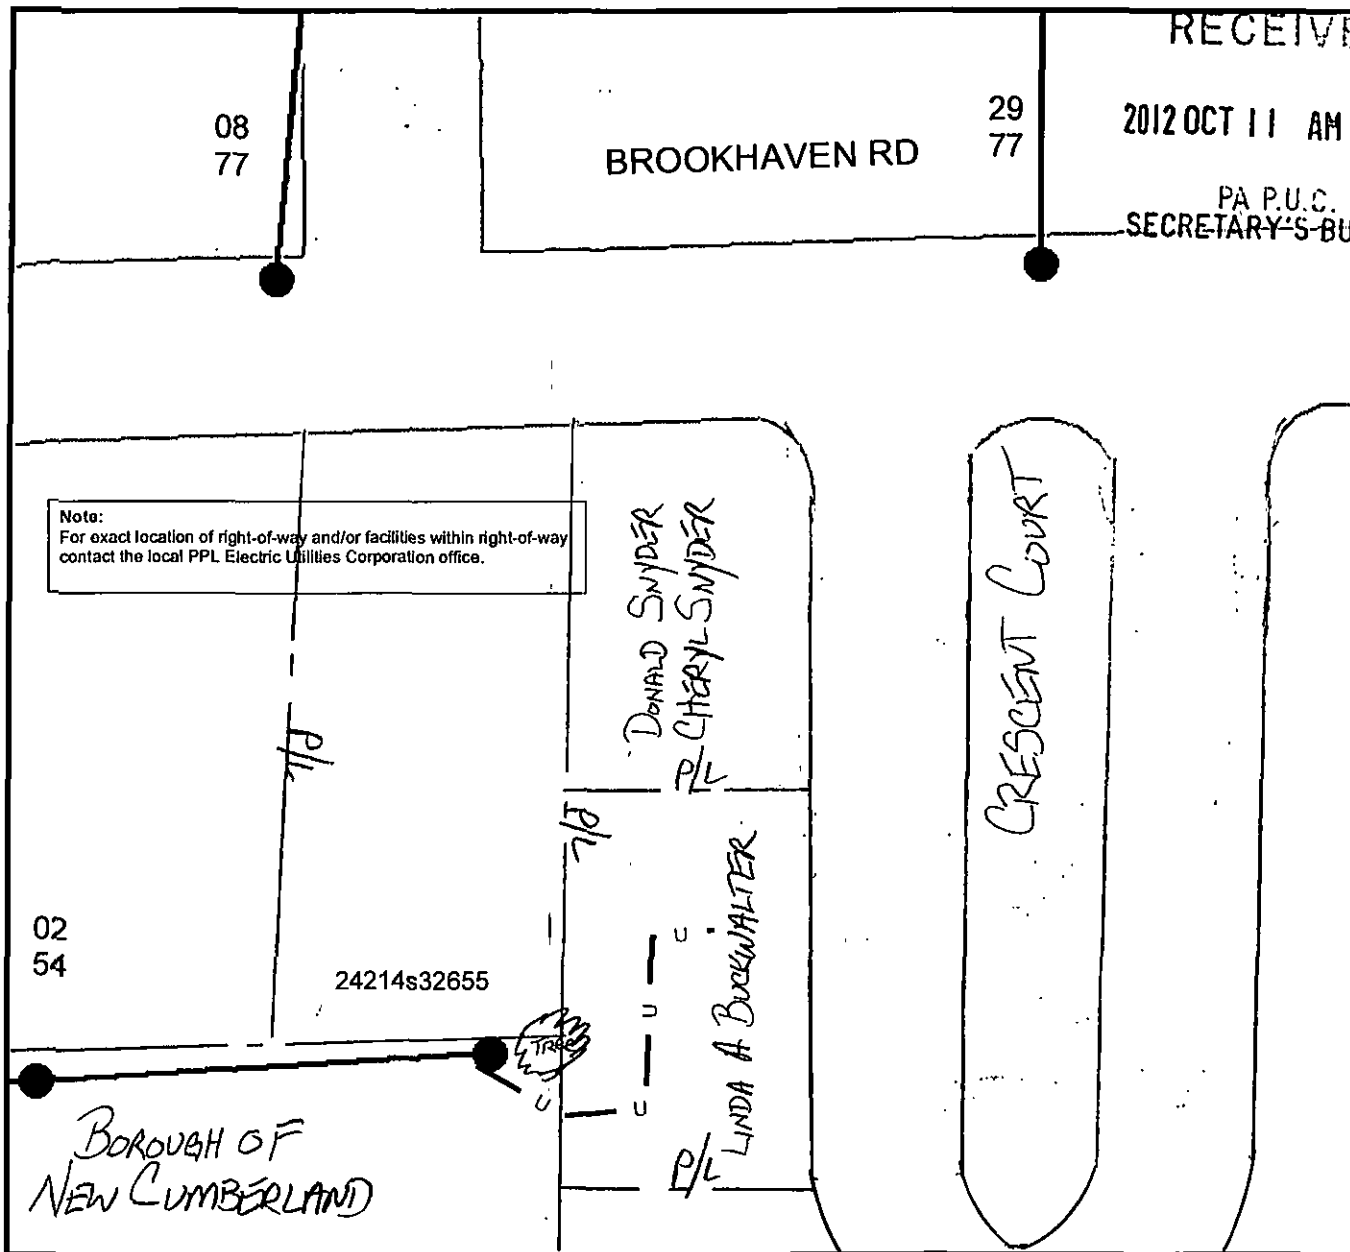 RECEIVE
08
77
29
77
2012 OCT 11 AM
BROOKHAVEN RD
PA P.U.C.
SECRETARY'S BU
Note:
For exact location of right-of-way and/or facilities within right-of-way
contact the local PPL Electric Utilities Corporation office.
DONALD SNYDER
CHERYL SNYDER
CRESCENT COURT
P/L
P/L
P/L
LINDA A BUCKWALTER
02
54
24214s32655
U
U
TREE
U
U
BOROUGH OF
NEW CUMBERLAND
P/L